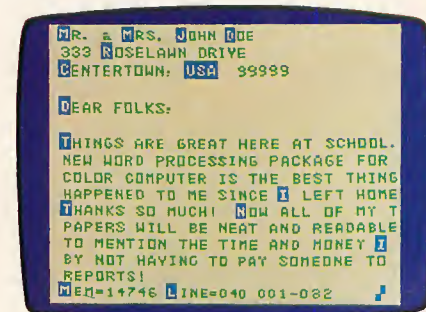 MR. & MRS. JOHN DOE
333 ROSELAWN DRIVE
CENTERTOWN, USA 99999
DEAR FOLKS:
THINGS ARE GREAT HERE AT SCHOOL.
NEW WORD PROCESSING PACKAGE FOR
COLOR COMPUTER IS THE BEST THING
HAPPENED TO ME SINCE I LEFT HOME
THANKS SO MUCH! NOW ALL OF MY T
PAPERS WILL BE NEAT AND READABLE
TO MENTION THE TIME AND MONEY I
BY NOT HAVING TO PAY SOMEONE TO
REPORTS!
MEM=14746 LINE=040 001-082